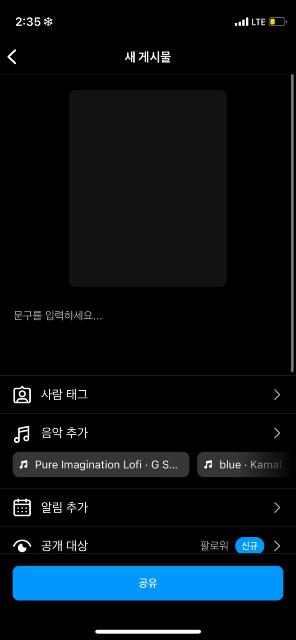 2:35 ❄ LTE
새 게시물
문구를 입력하세요...
사람 태그
음악 추가
Pure Imagination Lofi · G S... blue · Kamal.
알림 추가
공개 대상 팔로워 신규
공유